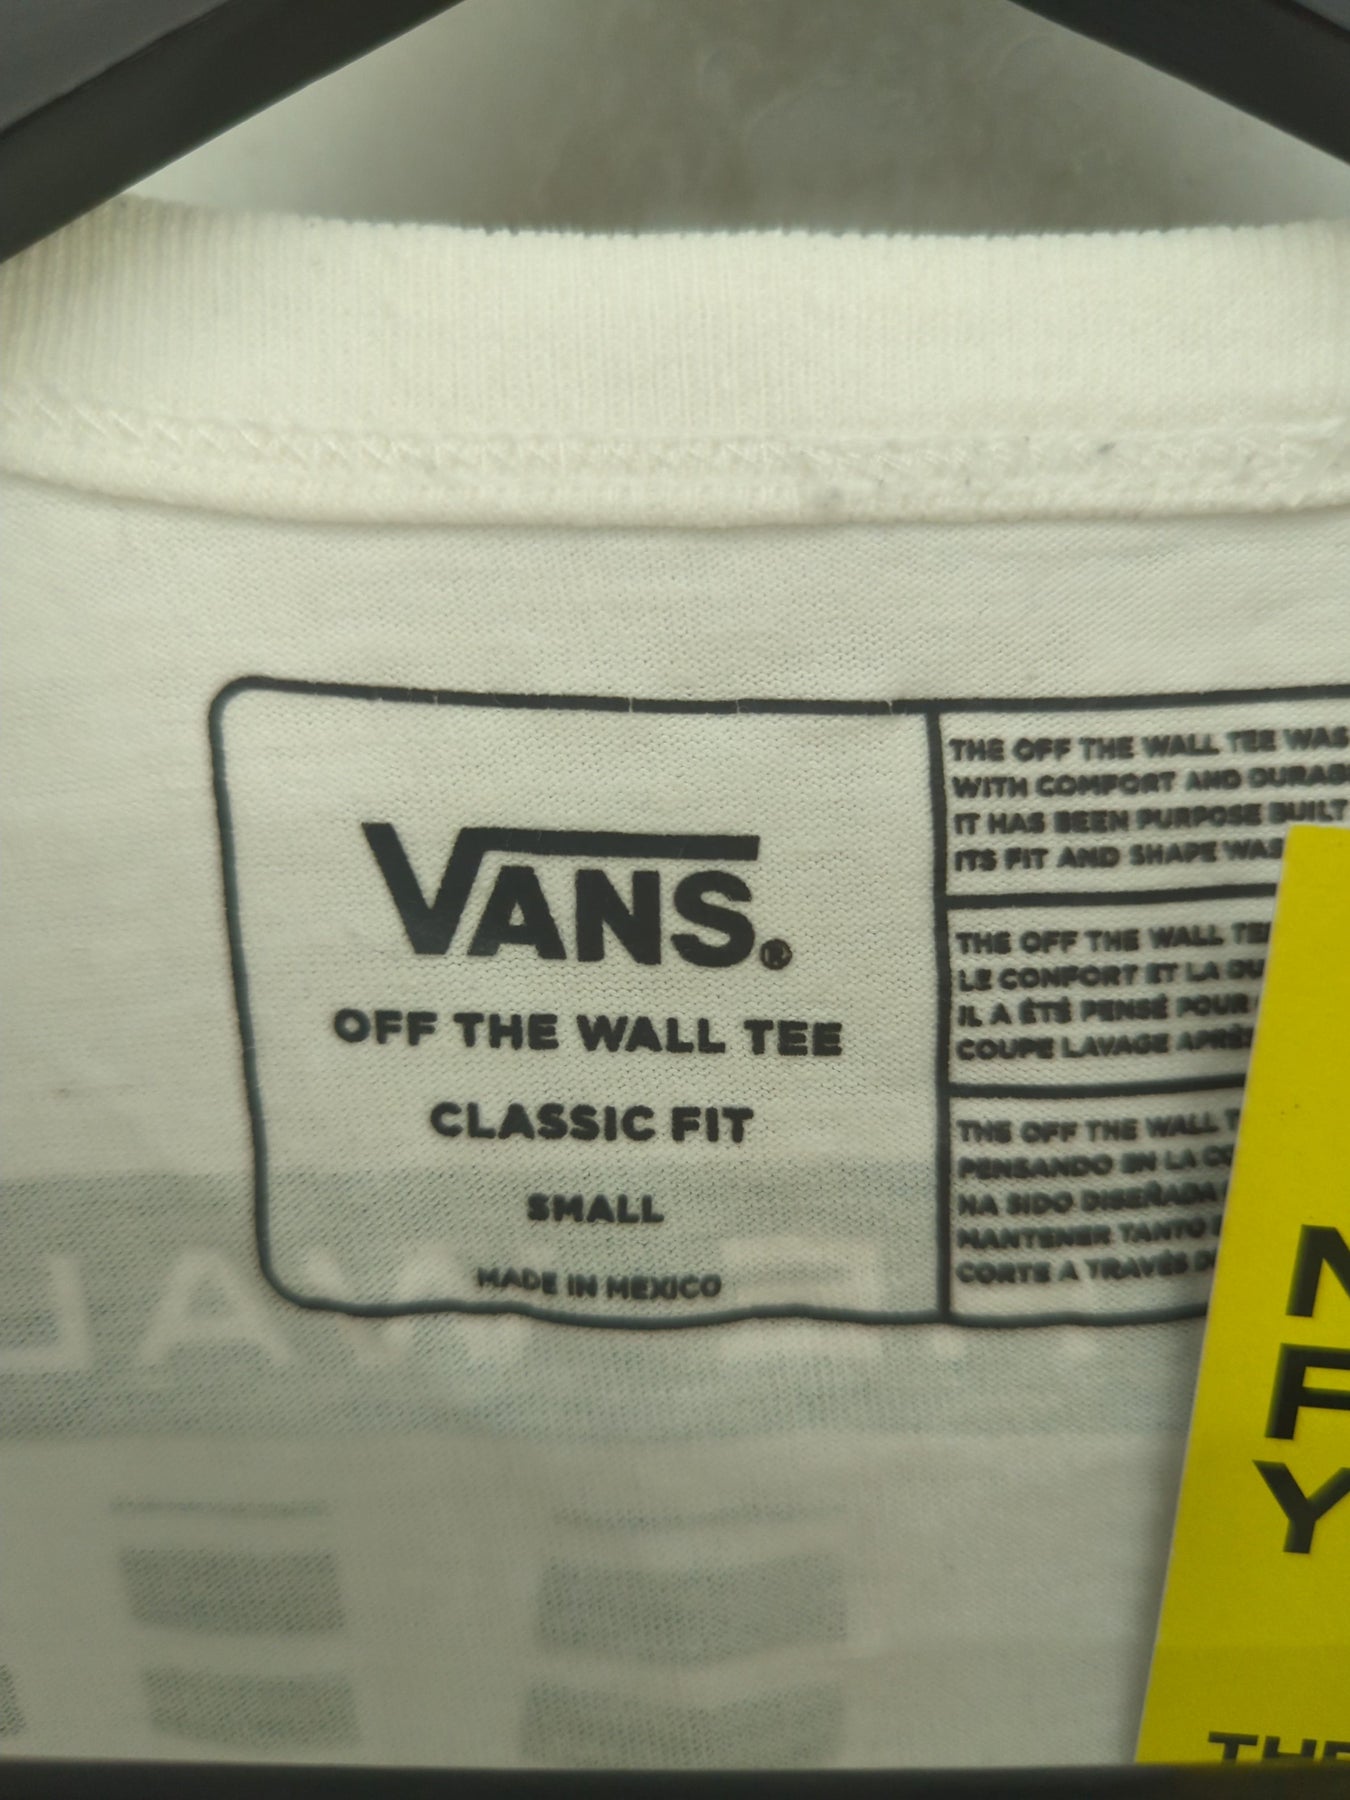 VANS®
OFF THE WALL TEE
CLASSIC FIT
SMALL
MADE IN MEXICO
THE OFF THE WALL TEE WAS
WITH COMFORT AND
IT HAS BEEN PURPOSE BUILT
ITS FIT AND SHAPE WAS
THE OFF THE WALL
LE CONFORT ET LA
IL A ÉTÉ PENSÉ POUR
COUPE LAVAGE
THE OFF THE WALL
PENSANDO EN LA
HA SIDO DISEÑADA
MANTENER TANTO
CORTE A TRAVÉS